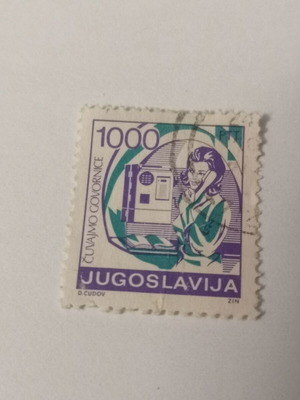 1000
PTT
ČUVAJMO GOVORNICE
JUGOSLAVIJA
D. ČUDOV
ZIN